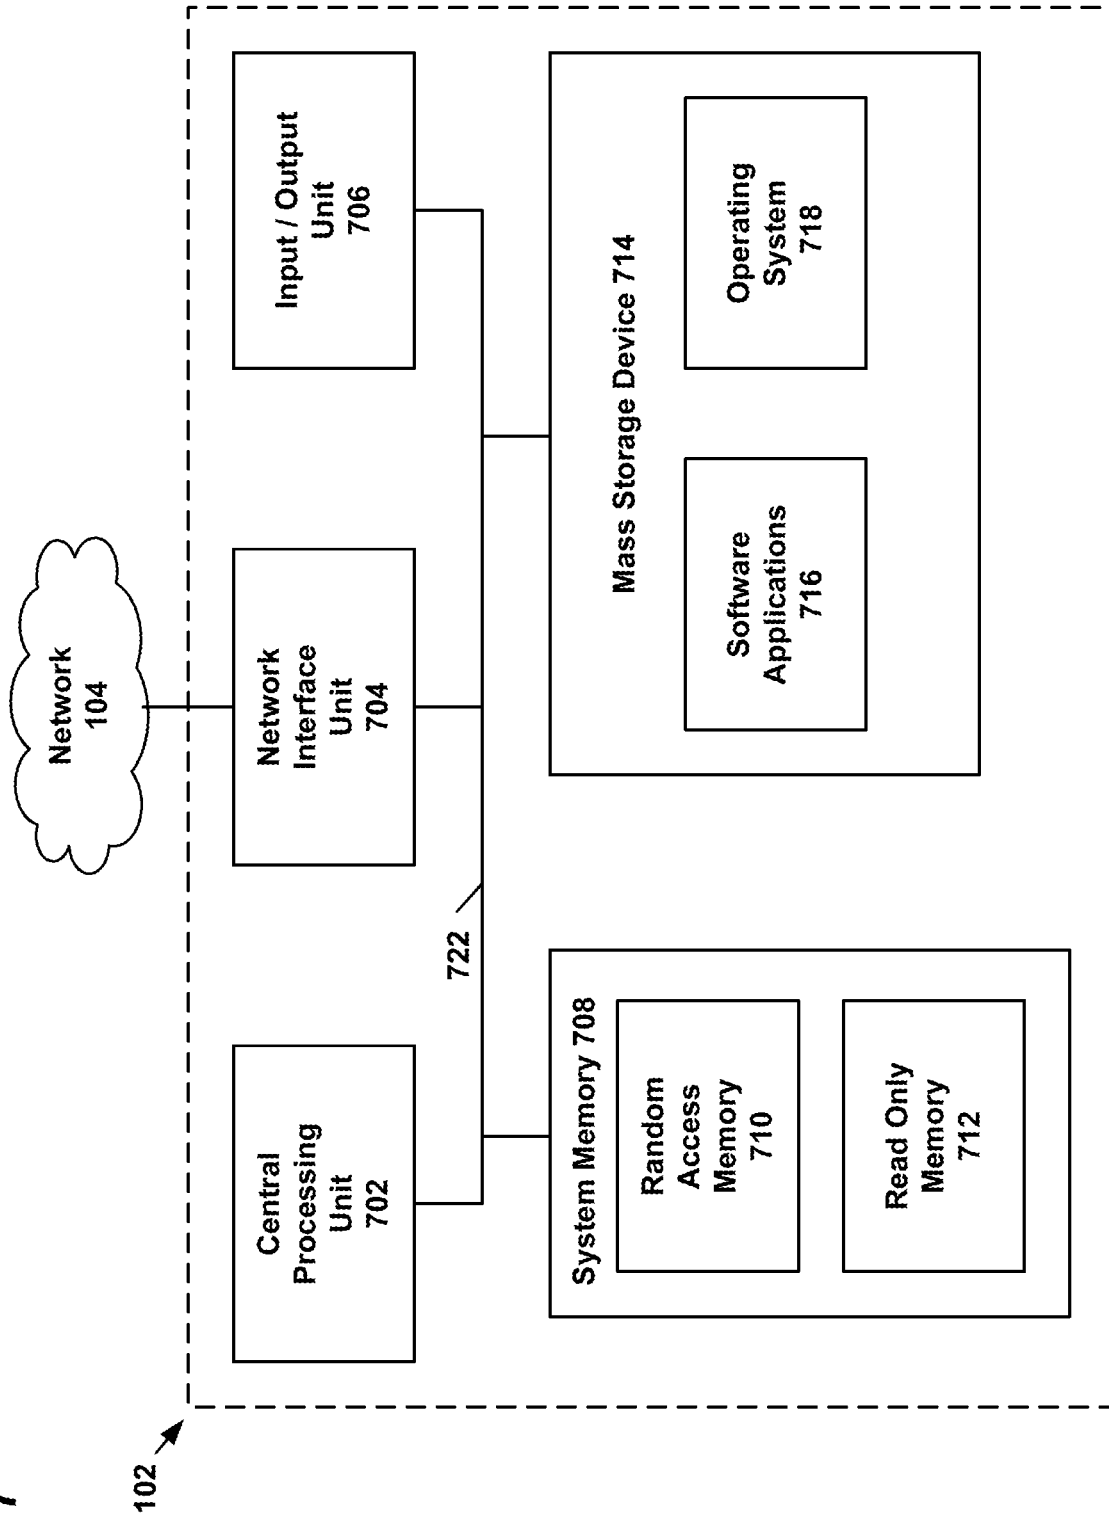 102
Network
104
Central
Processing
Unit
702
Network
Interface
Unit
704
Input / Output
Unit
706
722
System Memory 708
Random
Access
Memory
710
Read Only
Memory
712
Mass Storage Device 714
Software
Applications
716
Operating
System
718